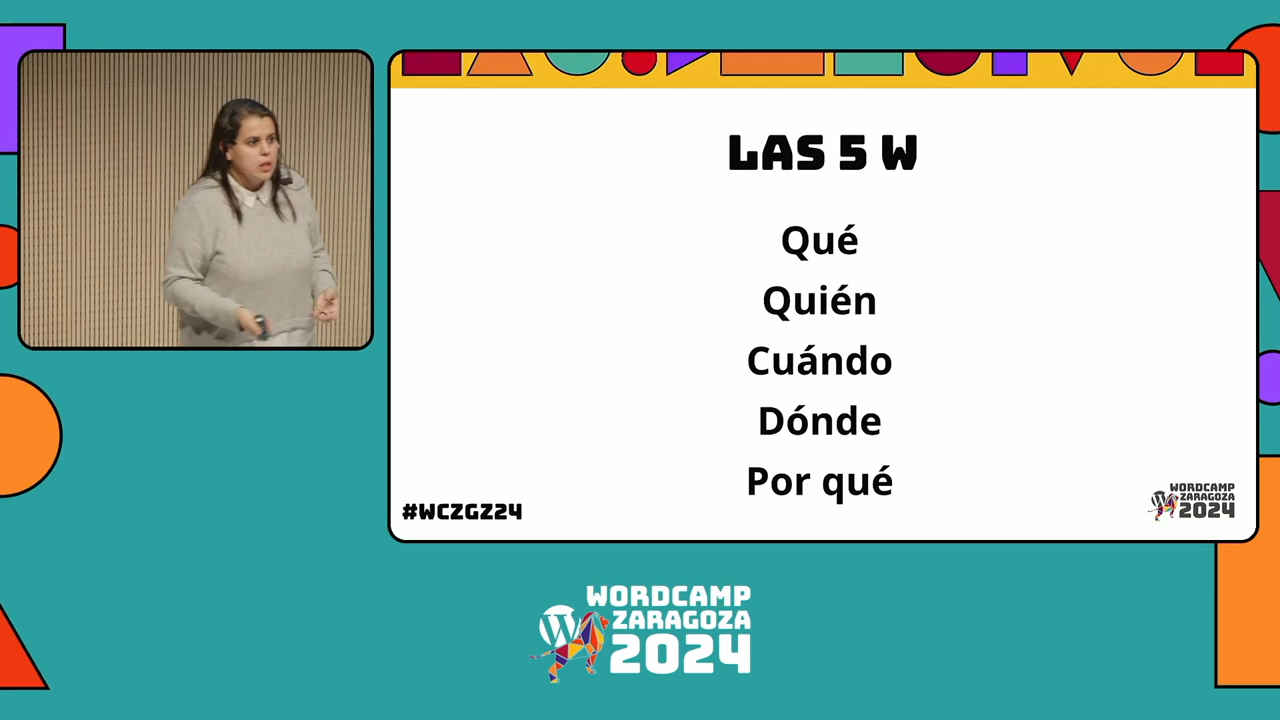 LAS 5 W
Qué
Quién
Cuándo
Dónde
Por qué
#WCZGZ24
WORDCAMP
ZARAGOZA
2024
WORDCAMP
ZARAGOZA
2024